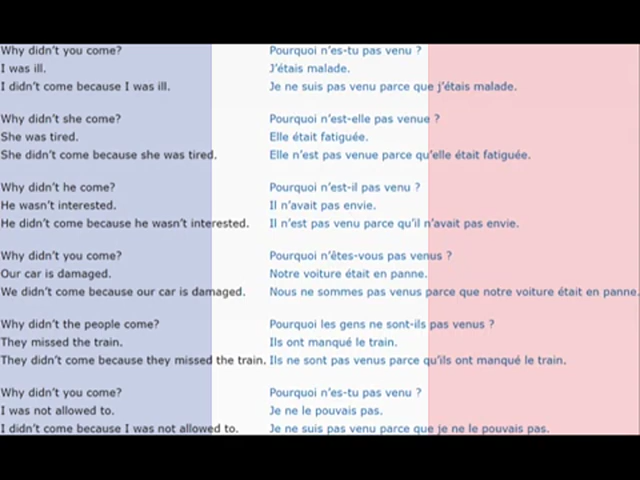 Why didn't you come? Pourquoi n'es-tu pas venu ?
I was ill. J'étais malade.
I didn't come because I was ill. Je ne suis pas venu parce que j'étais malade.
Why didn't she come? Pourquoi n'est-elle pas venue ?
She was tired. Elle était fatiguée.
She didn't come because she was tired. Elle n'est pas venue parce qu'elle était fatiguée.
Why didn't he come? Pourquoi n'est-il pas venu ?
He wasn't interested. Il n'avait pas envie.
He didn't come because he wasn't interested. Il n'est pas venu parce qu'il n'avait pas envie.
Why didn't you come? Pourquoi n'êtes-vous pas venus ?
Our car is damaged. Notre voiture était en panne.
We didn't come because our car is damaged. Nous ne sommes pas venus parce que notre voiture était en panne.
Why didn't the people come? Pourquoi les gens ne sont-ils pas venus ?
They missed the train. Ils ont manqué le train.
They didn't come because they missed the train. Ils ne sont pas venus parce qu'ils ont manqué le train.
Why didn't you come? Pourquoi n'es-tu pas venu ?
I was not allowed to. Je ne le pouvais pas.
I didn't come because I was not allowed to. Je ne suis pas venu parce que je ne le pouvais pas.